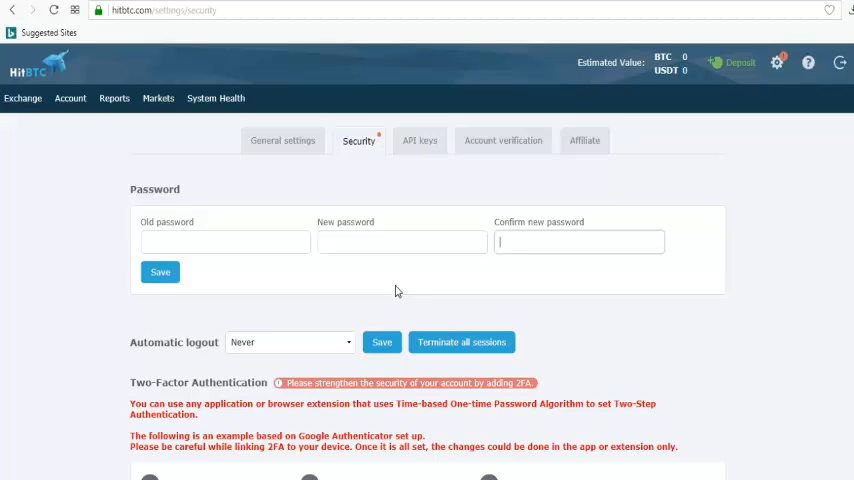 hitbtc.com/settings/security
Suggested Sites
HitBTC
Estimated Value:
BTC 0
USDT 0
Deposit
Exchange
Account
Reports
Markets
System Health
General settings
Security
API keys
Account verification
Affiliate
Password
Old password
New password
Confirm new password
Save
Automatic logout
Never
Save
Terminate all sessions
Two-Factor Authentication
Please strengthen the security of your account by adding 2FA.
You can use any application or browser extension that uses Time-based One-time Password Algorithm to set Two-Step
Authentication.
The following is an example based on Google Authenticator set up.
Please be careful while linking 2FA to your device. Once it is all set, the changes could be done in the app or extension only.